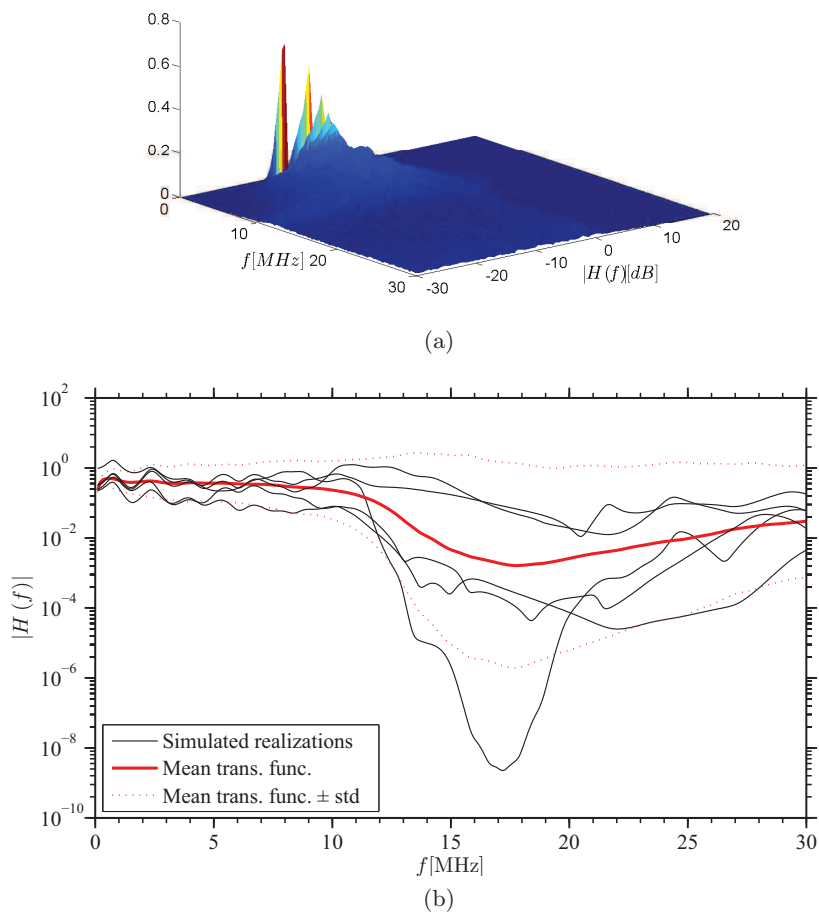 0.8
0.6
0.4
0.2
0
0
10
f[MHz]
20
30
-30
-20
-10
0
10
20
|H(f)|[dB]
(a)
10^2
10^0
10^-2
10^-4
10^-6
10^-8
10^-10
|H (f)|
Simulated realizations
Mean trans. func.
Mean trans. func. ± std
0 5 10 15 20 25 30
f[MHz]
(b)